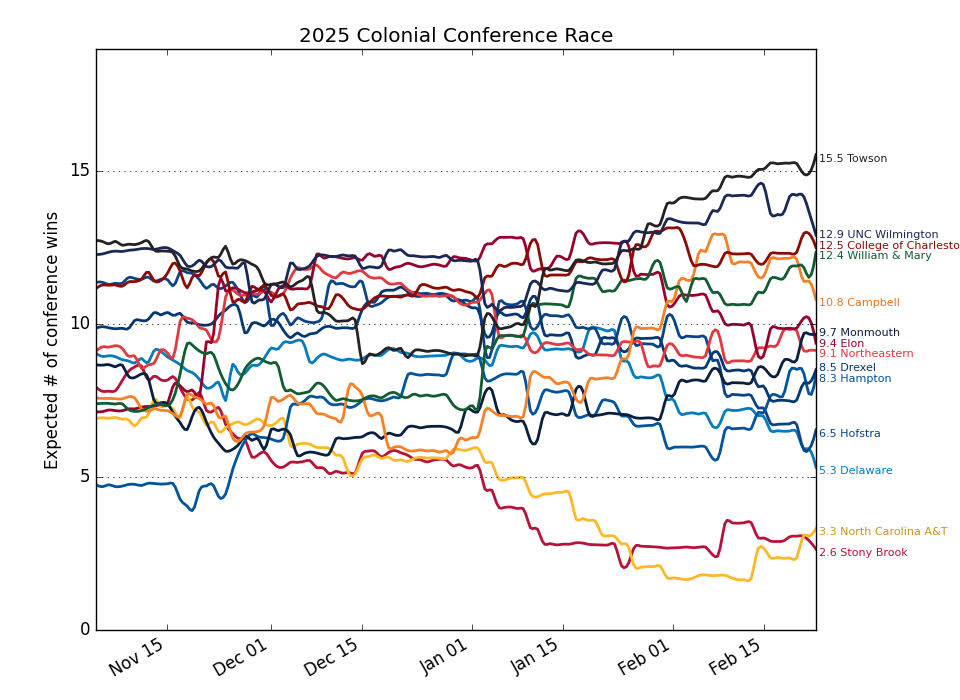 2025 Colonial Conference Race
Expected # of conference wins
15
10
5
0
Nov 15
Dec 01
Dec 15
Jan 01
Jan 15
Feb 01
Feb 15
15.5 Towson
12.9 UNC Wilmington
12.5 College of Charlesto
12.4 William & Mary
10.8 Campbell
9.7 Monmouth
9.4 Elon
9.1 Northeastern
8.5 Drexel
8.3 Hampton
6.5 Hofstra
5.3 Delaware
3.3 North Carolina A&T
2.6 Stony Brook